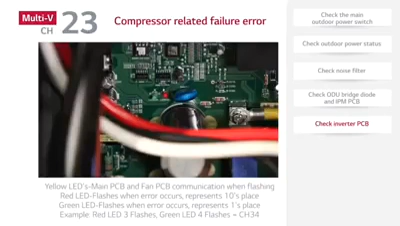 Multi-V
CH 23 Compressor related failure error
Yellow LED's-Main PCB and Fan PCB communication when flashing
Red LED-Flashes when error occurs, represents 10's place
Green LED-Flashes when error occurs, represents 1's place
Example Red LED 3 Flashes, Green LED 4 Flashes = CH34
Check the main
outdoor power switch
Check outdoor power status
Check noise filter
Check ODU bridge diode
and IPM PCB
Check inverter PCB